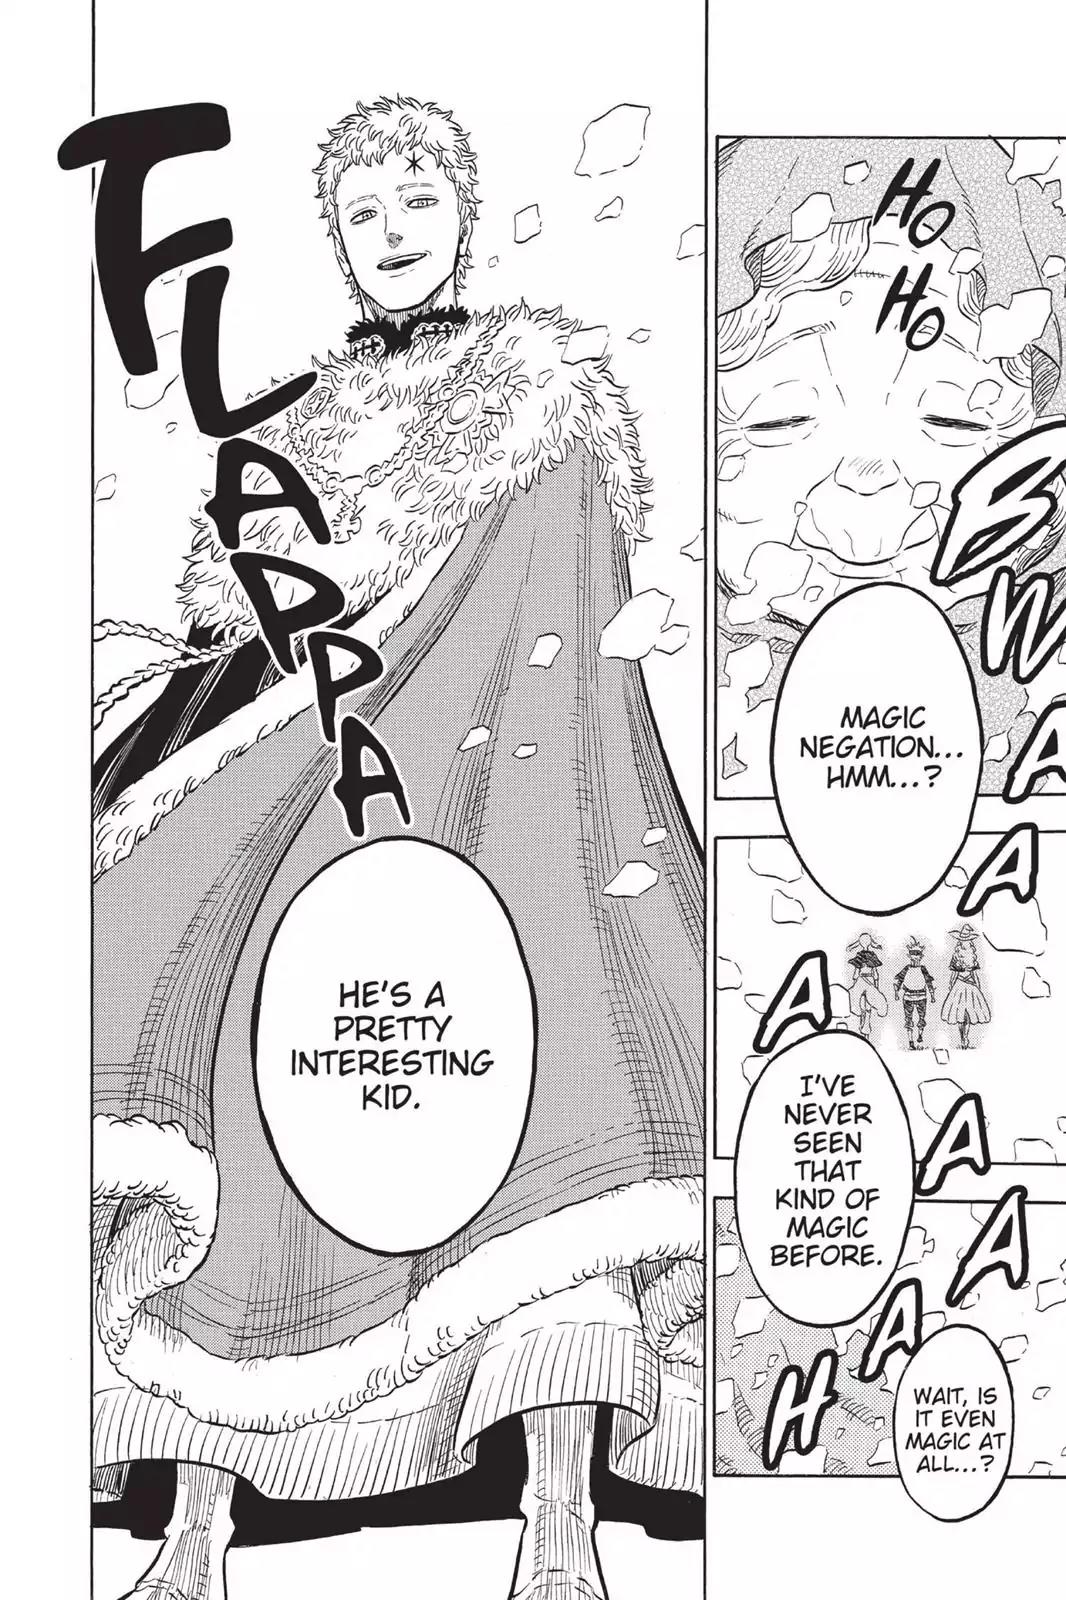 HO
HO
BWAAAAAAAH
MAGIC
NEGATION...
HMM...?
I'VE
NEVER
SEEN
THAT
KIND OF
MAGIC
BEFORE.
WAIT, IS
IT EVEN
MAGIC AT
ALL...?
FLAPPA
HE'S A
PRETTY
INTERESTING
KID.